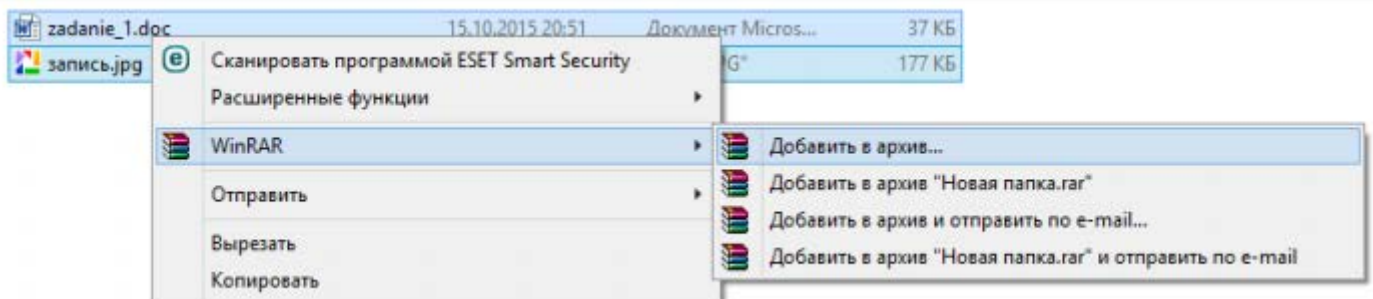 zadanie_1.doc 15.10.2015 20:51 Документ Micros... 37 КБ
запись.jpg G" 177 КБ
Сканировать программой ESET Smart Security
Расширенные функции
WinRAR
Добавить в архив...
Добавить в архив "Новая папка.rar"
Добавить в архив и отправить по e-mail...
Добавить в архив "Новая папка.rar" и отправить по e-mail
Отправить
Вырезать
Копировать